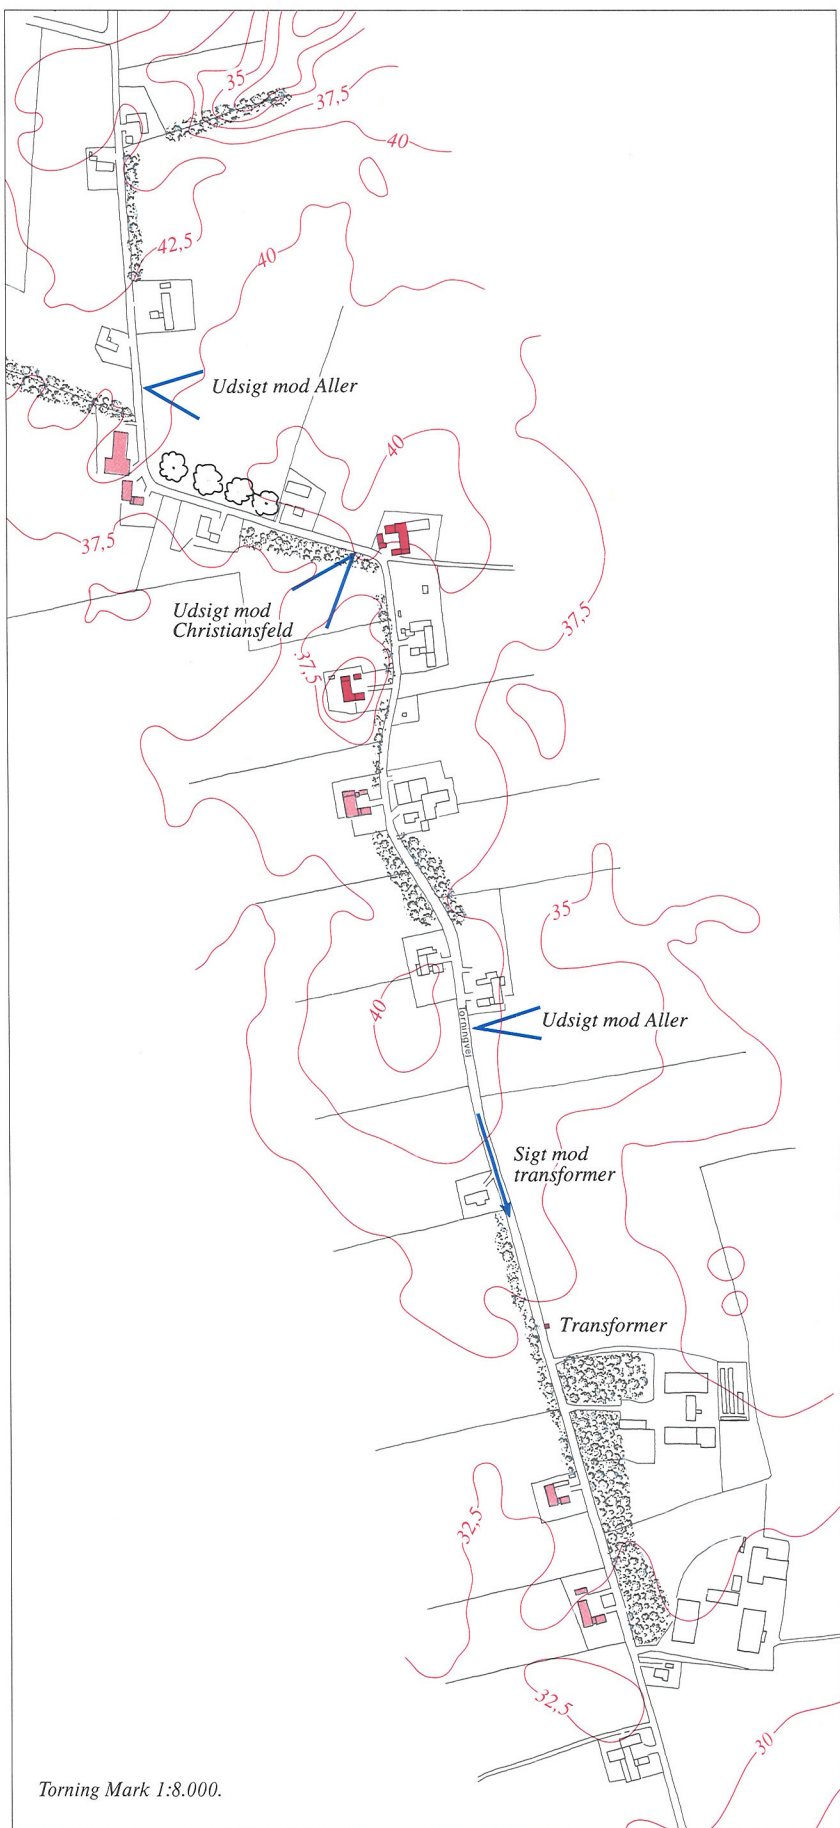 35
37,5
40
42,5
40
Udsigt mod Aller
40
37,5
Udsigt mod
Christiansfeld
37,5
37,5
35
40
Udsigt mod Aller
Torningvej
Sigt mod
transformer
Transformer
32,5
32,5
30
Torning Mark 1:8.000.